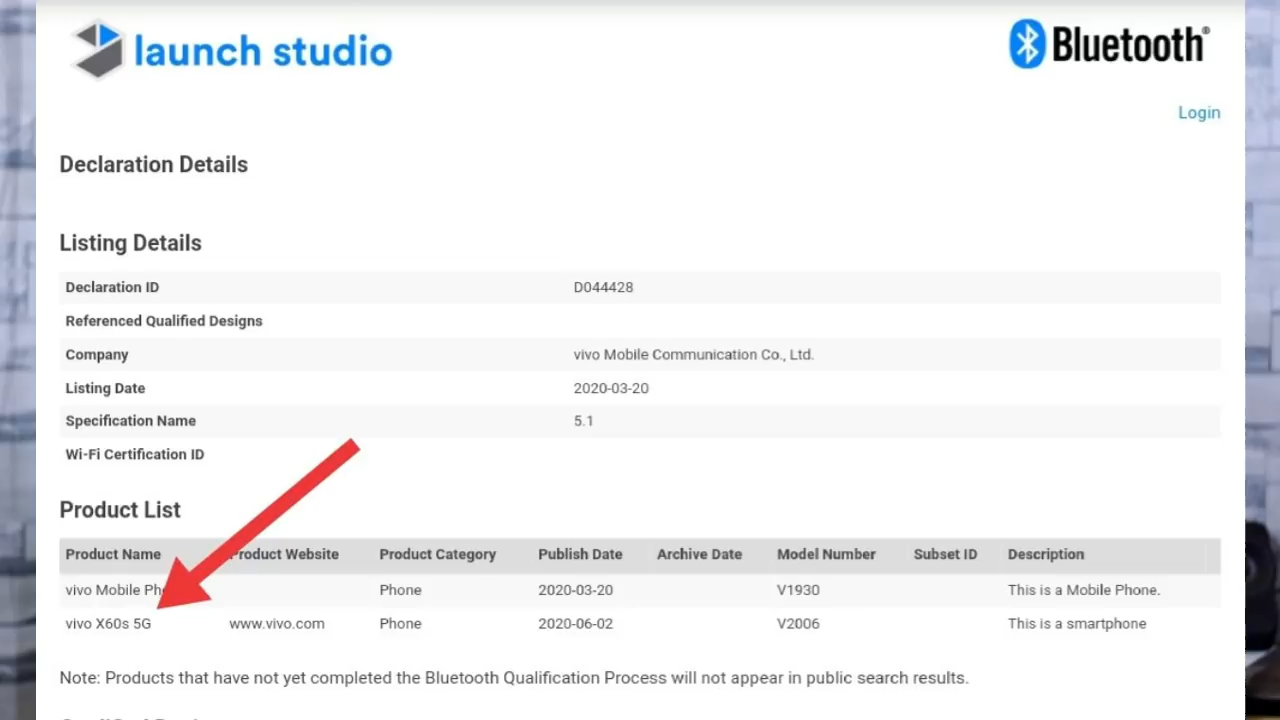 launch studio
Bluetooth®
Login
Declaration Details
Listing Details
Declaration ID D044428
Referenced Qualified Designs
Company vivo Mobile Communication Co., Ltd.
Listing Date 2020-03-20
Specification Name 5.1
Wi-Fi Certification ID
Product List
Product Name Product Website Product Category Publish Date Archive Date Model Number Subset ID Description
vivo Mobile Phone 2020-03-20 V1930 This is a Mobile Phone.
vivo X60s 5G www.vivo.com Phone 2020-06-02 V2006 This is a smartphone
Note: Products that have not yet completed the Bluetooth Qualification Process will not appear in public search results.